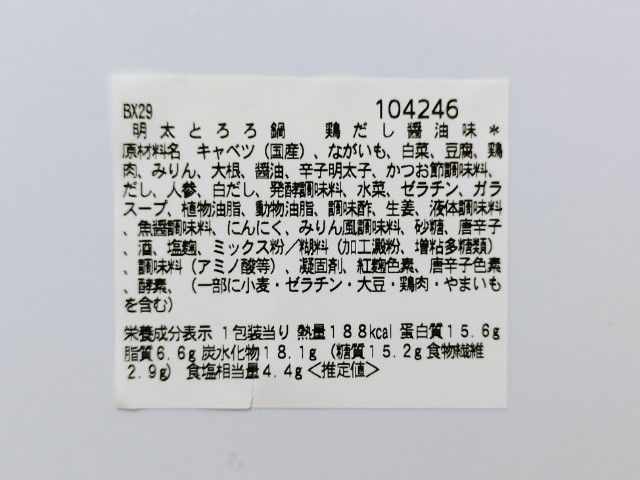 BX29 104246
明太とろろ鍋 鶏だし醤油味*
原材料名 キャベツ(国産)、ながいも、白菜、豆腐、鶏
肉、みりん、大根、醤油、辛子明太子、かつお節調味料、
だし、人参、白だし、発酵調味料、水菜、ゼラチン、ガラ
スープ、植物油脂、動物油脂、調味酢、生姜、液体調味料
、魚醤調味料、にんにく、みりん風調味料、砂糖、唐辛子
、酒、塩麹、ミックス粉/糊料(加工澱粉、増粘多糖類)
、調味料(アミノ酸等)、凝固剤、紅麹色素、唐辛子色素
、酵素、(一部に小麦・ゼラチン・大豆・鶏肉・やまいも
を含む)
栄養成分表示 1包装当り 熱量188kcal 蛋白質15.6g
脂質6.6g 炭水化物18.1g (糖質15.2g 食物繊維
2.9g) 食塩相当量4.4g<推定値>